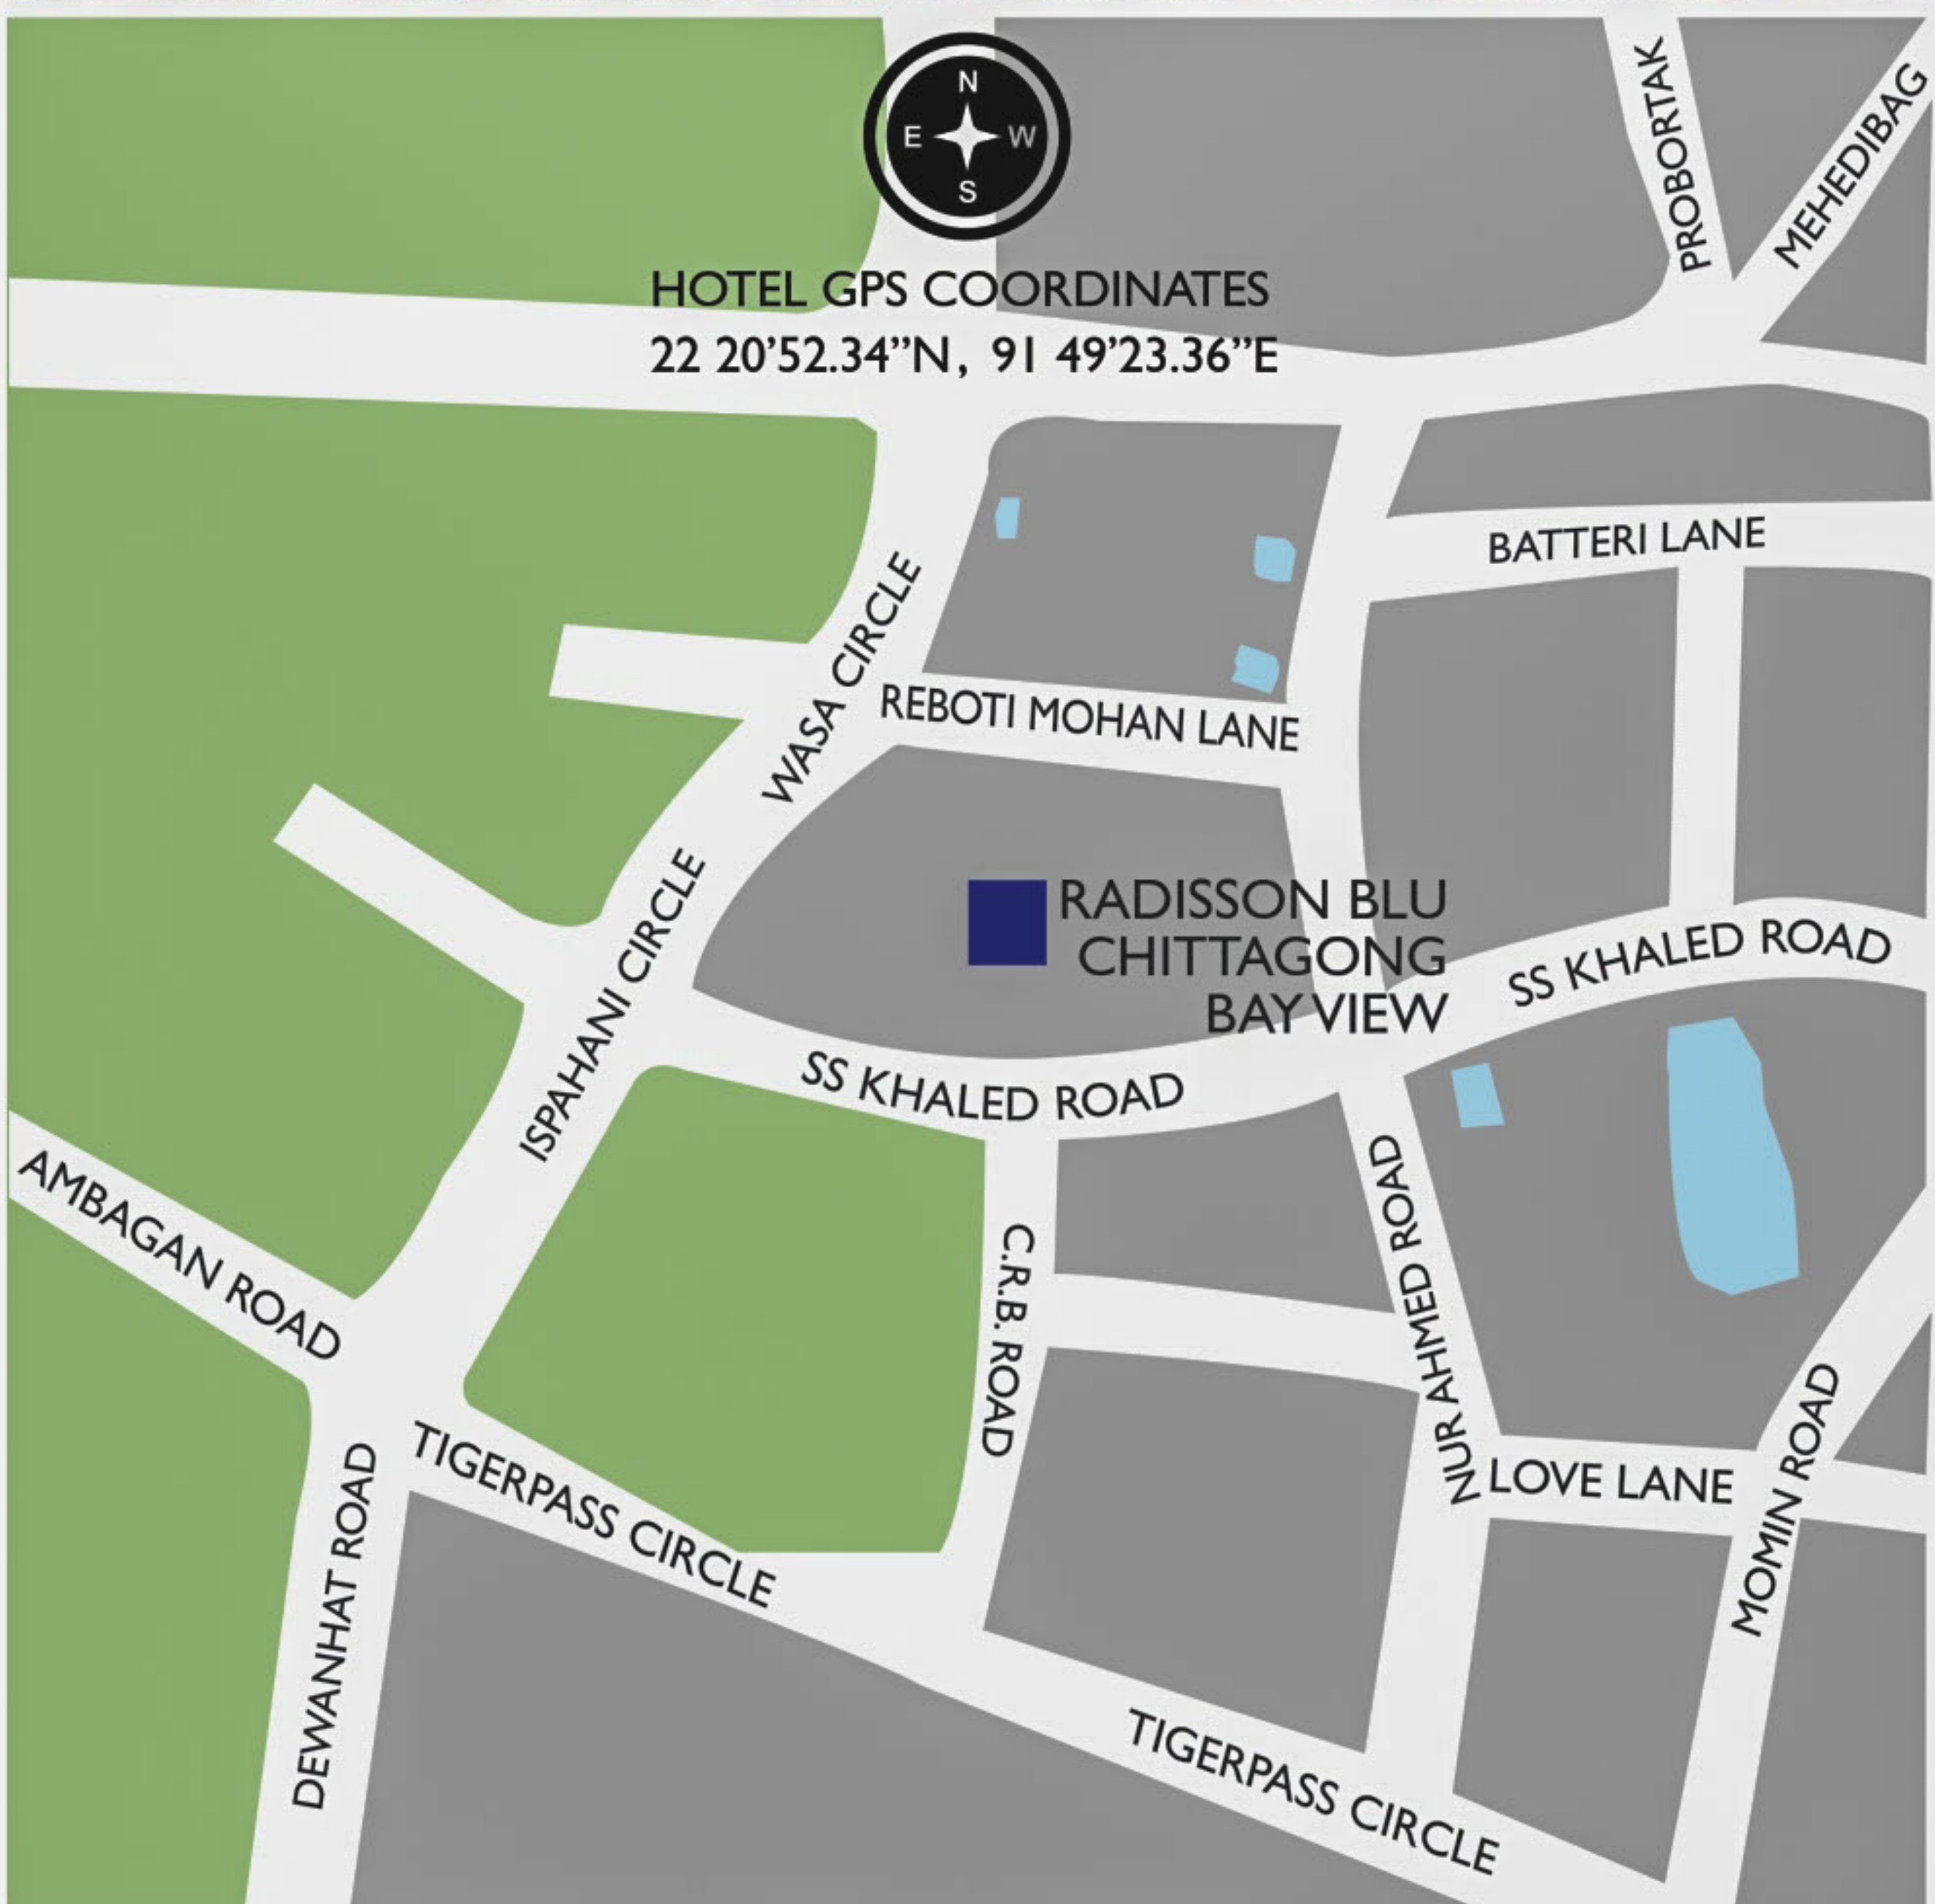 N
E W
S
HOTEL GPS COORDINATES
22 20’52.34”N, 91 49’23.36”E
PROBORTAK
MEHEDIBAG
BATTERI LANE
WASA CIRCLE
REBOTI MOHAN LANE
ISPAHANI CIRCLE
RADISSON BLU
CHITTAGONG
BAY VIEW
SS KHALED ROAD
SS KHALED ROAD
AMBAGAN ROAD
C.R.B. ROAD
NUR AHMED ROAD
LOVE LANE
MOMIN ROAD
TIGERPASS CIRCLE
DEWANHAT ROAD
TIGERPASS CIRCLE